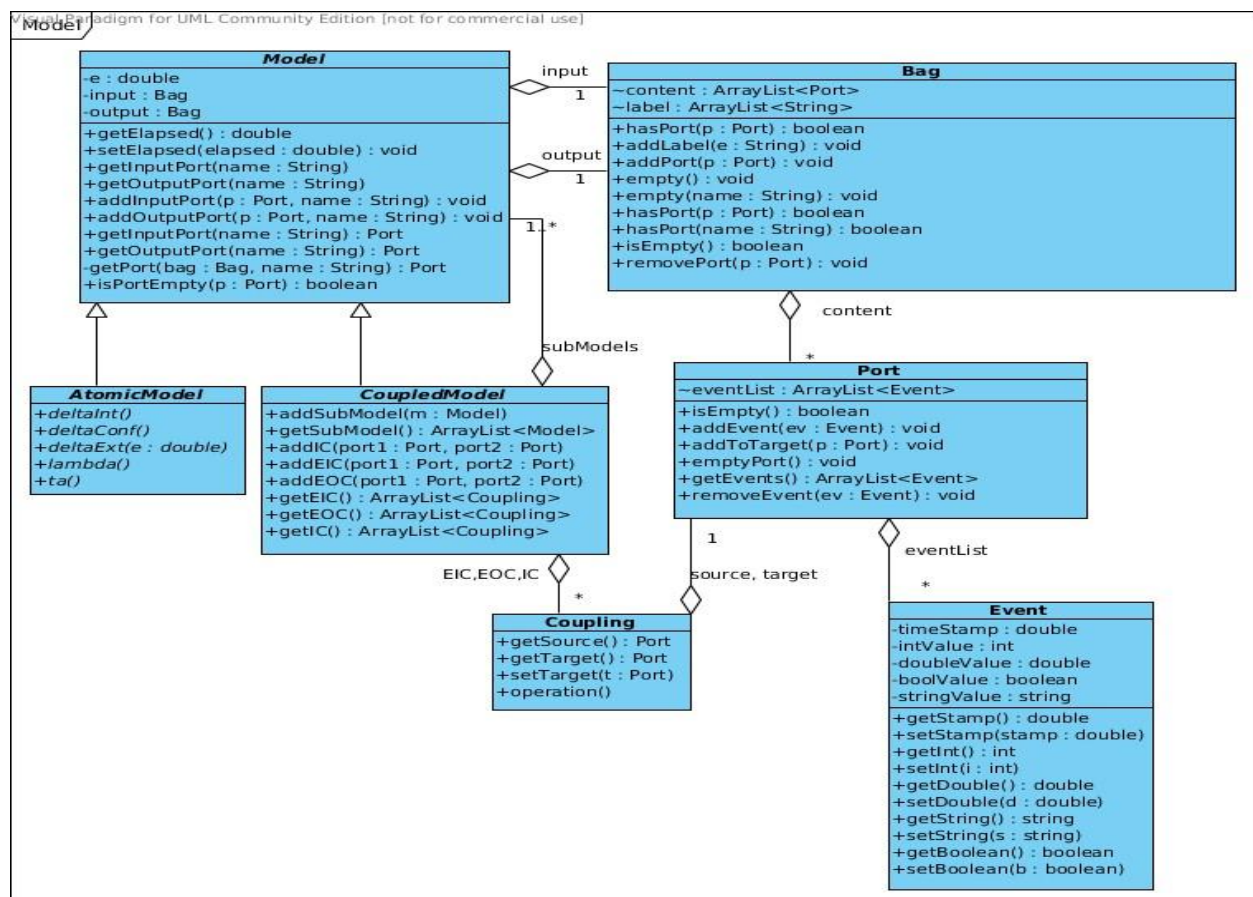 Visual Paradigm for UML Community Edition [not for commercial use]
Model
Model
-e : double
-input : Bag
-output : Bag
+getElapsed() : double
+setElapsed(elapsed : double) : void
+getInputPort(name : String)
+getOutputPort(name : String)
+addInputPort(p : Port, name : String) : void
+addOutputPort(p : Port, name : String) : void
+getInputPort(name : String) : Port
+getOutputPort(name : String) : Port
-getPort(bag : Bag, name : String) : Port
+isPortEmpty(p : Port) : boolean
input
1
output
1
Bag
~content : ArrayList<Port>
~label : ArrayList<String>
+hasPort(p : Port) : boolean
+addLabel(e : String) : void
+addPort(p : Port) : void
+empty() : void
+empty(name : String) : void
+hasPort(p : Port) : boolean
+hasPort(name : String) : boolean
+isEmpty() : boolean
+removePort(p : Port) : void
1..*
subModels
content
*
AtomicModel
+deltaInt()
+deltaConf()
+deltaExt(e : double)
+lambda()
+ta()
CoupledModel
+addSubModel(m : Model)
+getSubModel() : ArrayList<Model>
+addIC(port1 : Port, port2 : Port)
+addEIC(port1 : Port, port2 : Port)
+addEOC(port1 : Port, port2 : Port)
+getEIC() : ArrayList<Coupling>
+getEOC() : ArrayList<Coupling>
+getIC() : ArrayList<Coupling>
Port
~eventList : ArrayList<Event>
+isEmpty() : boolean
+addEvent(ev : Event) : void
+addToTarget(p : Port) : void
+emptyPort() : void
+getEvents() : ArrayList<Event>
+removeEvent(ev : Event) : void
EIC,EOC,IC
*
1
source, target
eventList
*
Coupling
+getSource() : Port
+getTarget() : Port
+setTarget(t : Port)
+operation()
Event
-timeStamp : double
-intValue : int
-doubleValue : double
-boolValue : boolean
-stringValue : string
+getStamp() : double
+setStamp(stamp : double)
+getInt() : int
+setInt(i : int)
+getDouble() : double
+setDouble(d : double)
+getString() : string
+setString(s : string)
+getBoolean() : boolean
+setBoolean(b : boolean)